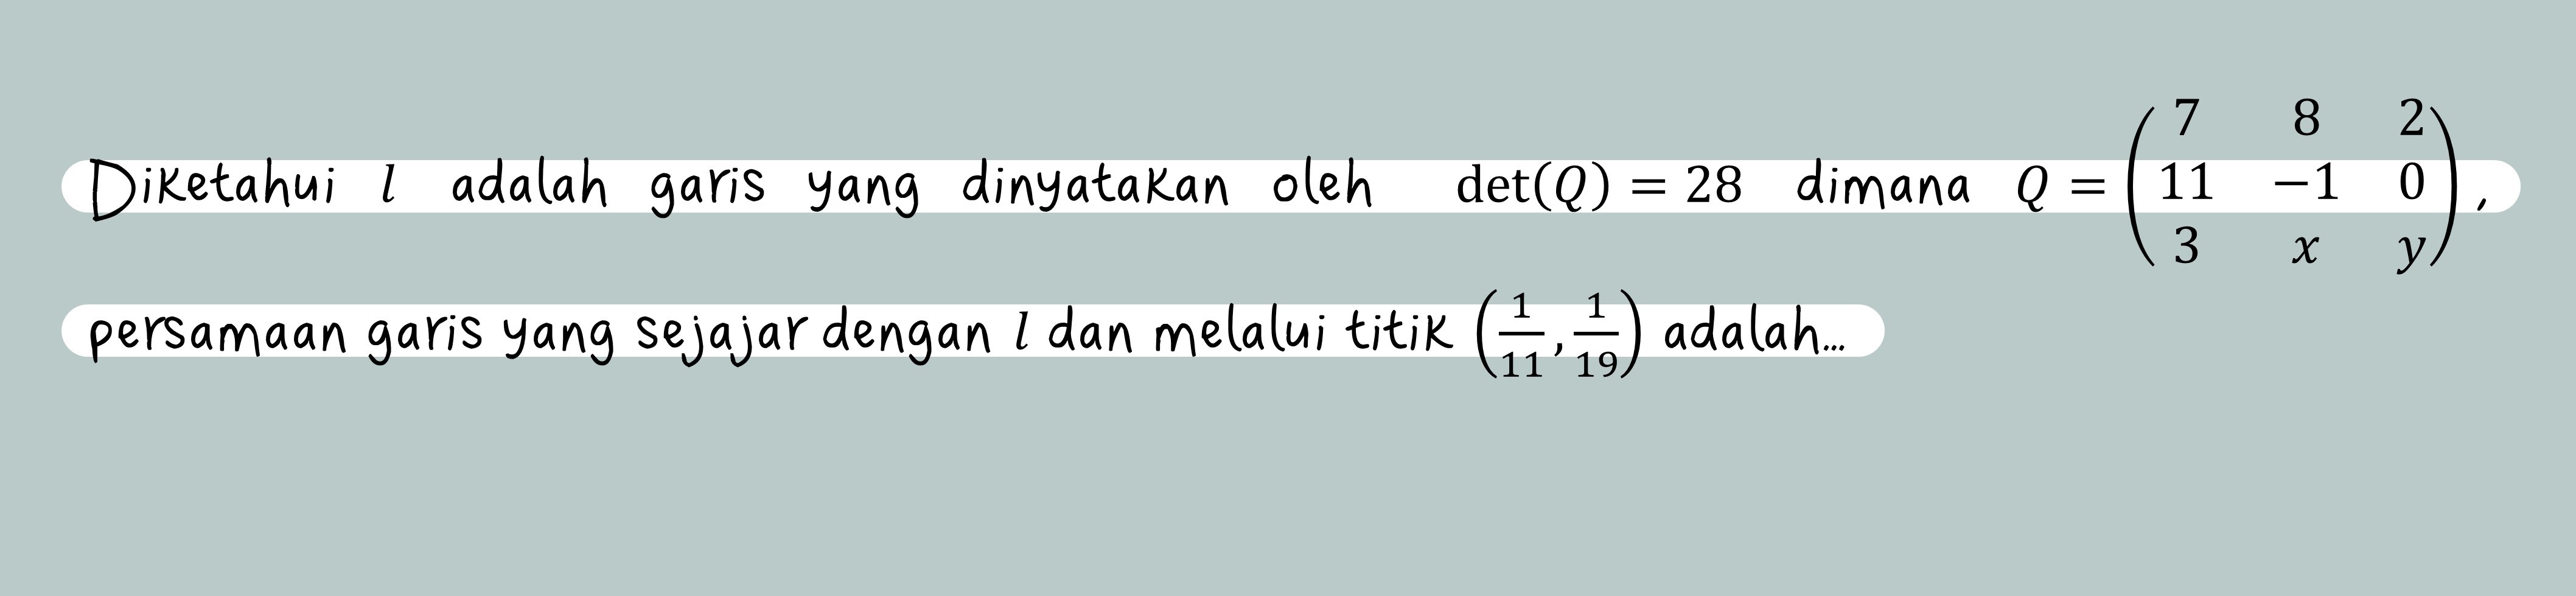 Diketahui l adalah garis yang dinyatakan oleh det(Q) = 28 dimana Q = \begin{pmatrix} 7 & 8 & 2 \\ 11 & -1 & 0 \\ 3 & x & y \end{pmatrix},
persamaan garis yang sejajar dengan l dan melalui titik \left(\frac{1}{11}, \frac{1}{19}\right) adalah...